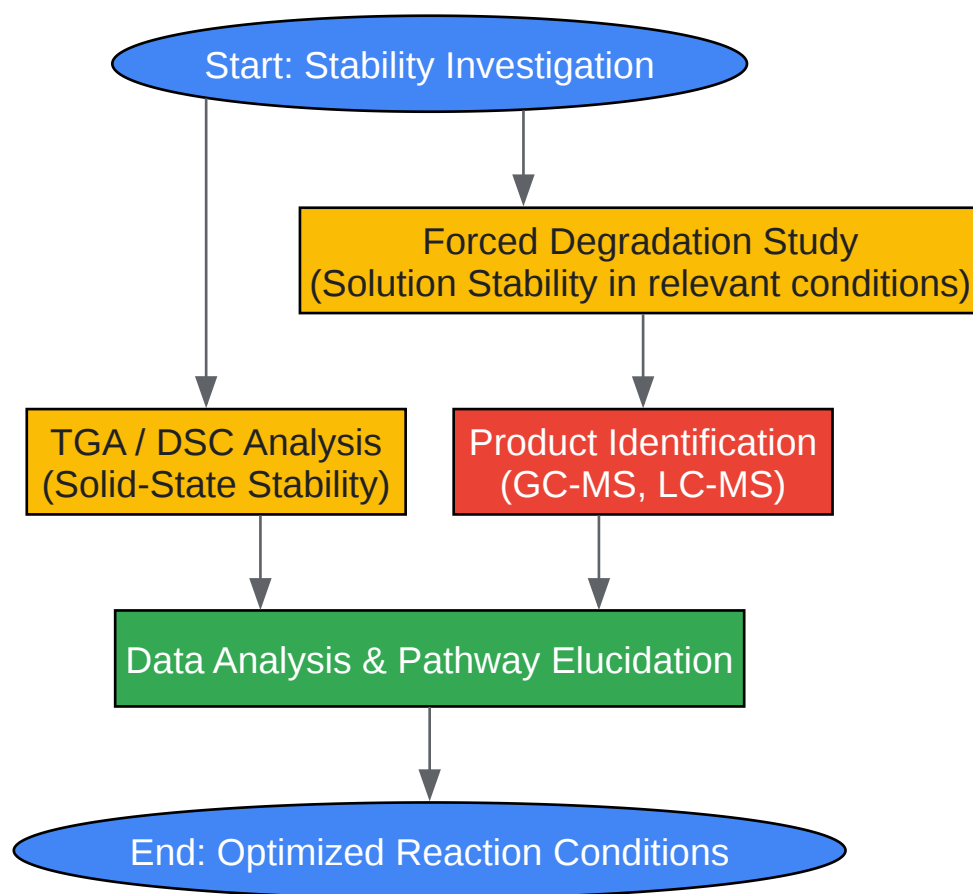 Start: Stability Investigation
Forced Degradation Study
(Solution Stability in relevant conditions)
TGA / DSC Analysis
(Solid-State Stability)
Product Identification
(GC-MS, LC-MS)
Data Analysis & Pathway Elucidation
End: Optimized Reaction Conditions